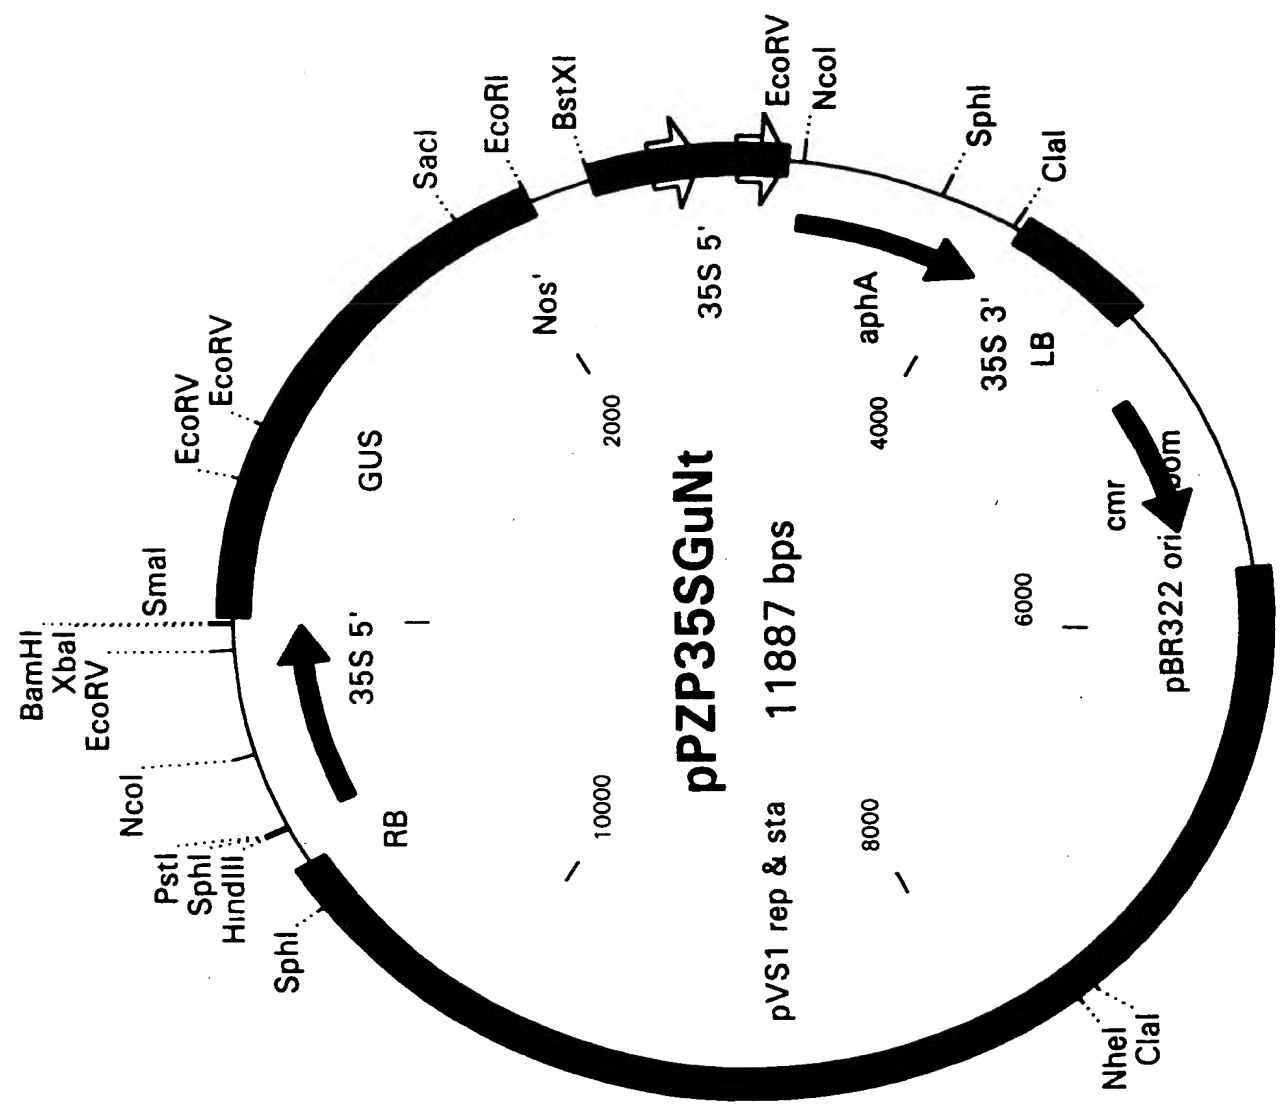 pPZP35SGuNt
11887 bps
BamHI
XbaI
EcoRV
SmaI
EcoRV
EcoRV
SacI
EcoRI
BstXI
EcoRV
NcoI
SphI
ClaI
ClaI
NheI
SphI
HindIII
SphI
PstI
NcoI
35S 5'
GUS
Nos'
35S 5'
aphA
35S 3'
LB
cmr
bom
pBR322 ori
pVS1 rep & sta
RB
2000
4000
6000
8000
10000